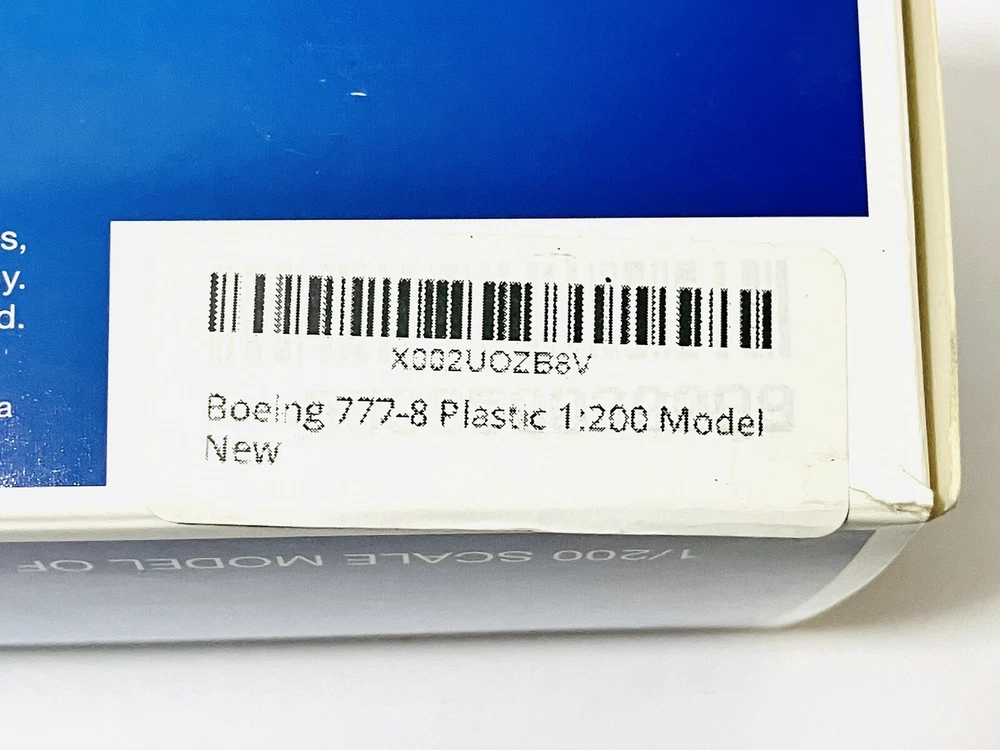 s,
y.
d.
a
X002UOZB8V
Boeing 777-8 Plastic 1:200 Model
New
1/200 SCALE MODEL OF